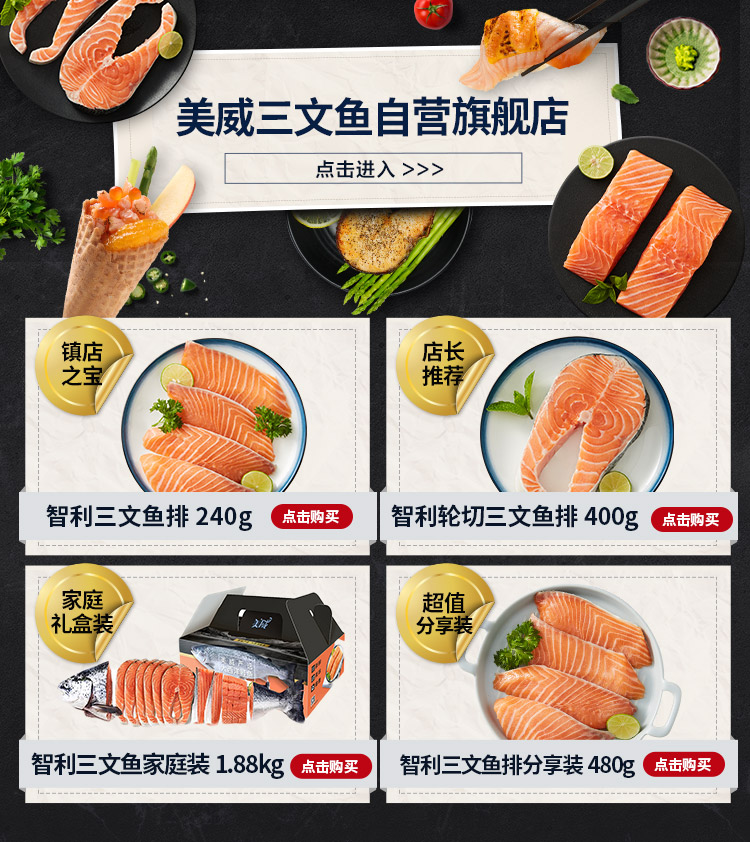 美威三文鱼自营旗舰店
点击进入 >>>
镇店
之宝
智利三文鱼排 240g
点击购买
店长
推荐
智利轮切三文鱼排 400g
点击购买
家庭
礼盒装
智利三文鱼家庭装 1.88kg
点击购买
超值
分享装
智利三文鱼排分享装 480g
点击购买